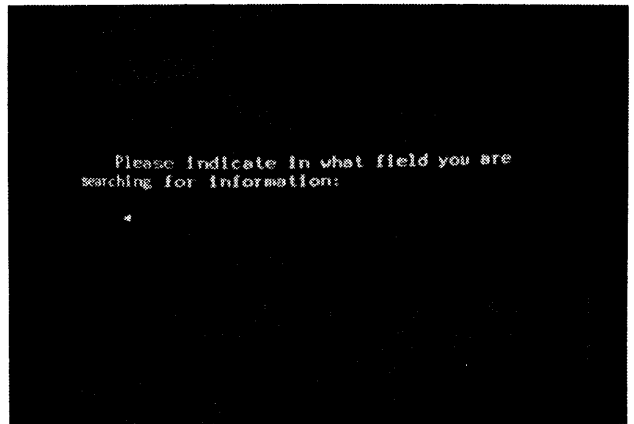 Please indicate in what field you are
searching for information: